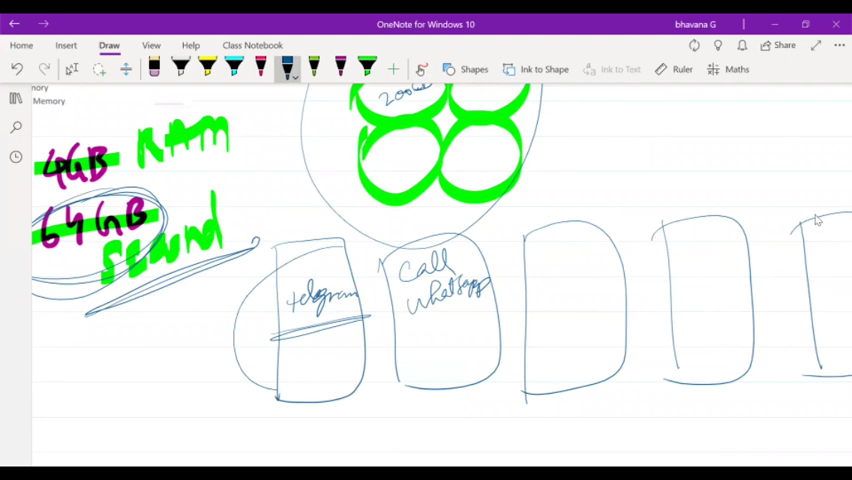 OneNote for Windows 10
bhavana G
Home Insert Draw View Help Class Notebook
Share
Shapes Ink to Shape Ink to Text Ruler Maths
mory
Memory
4GB RAM
64GB
Second
telegram
Call
Whatsapp